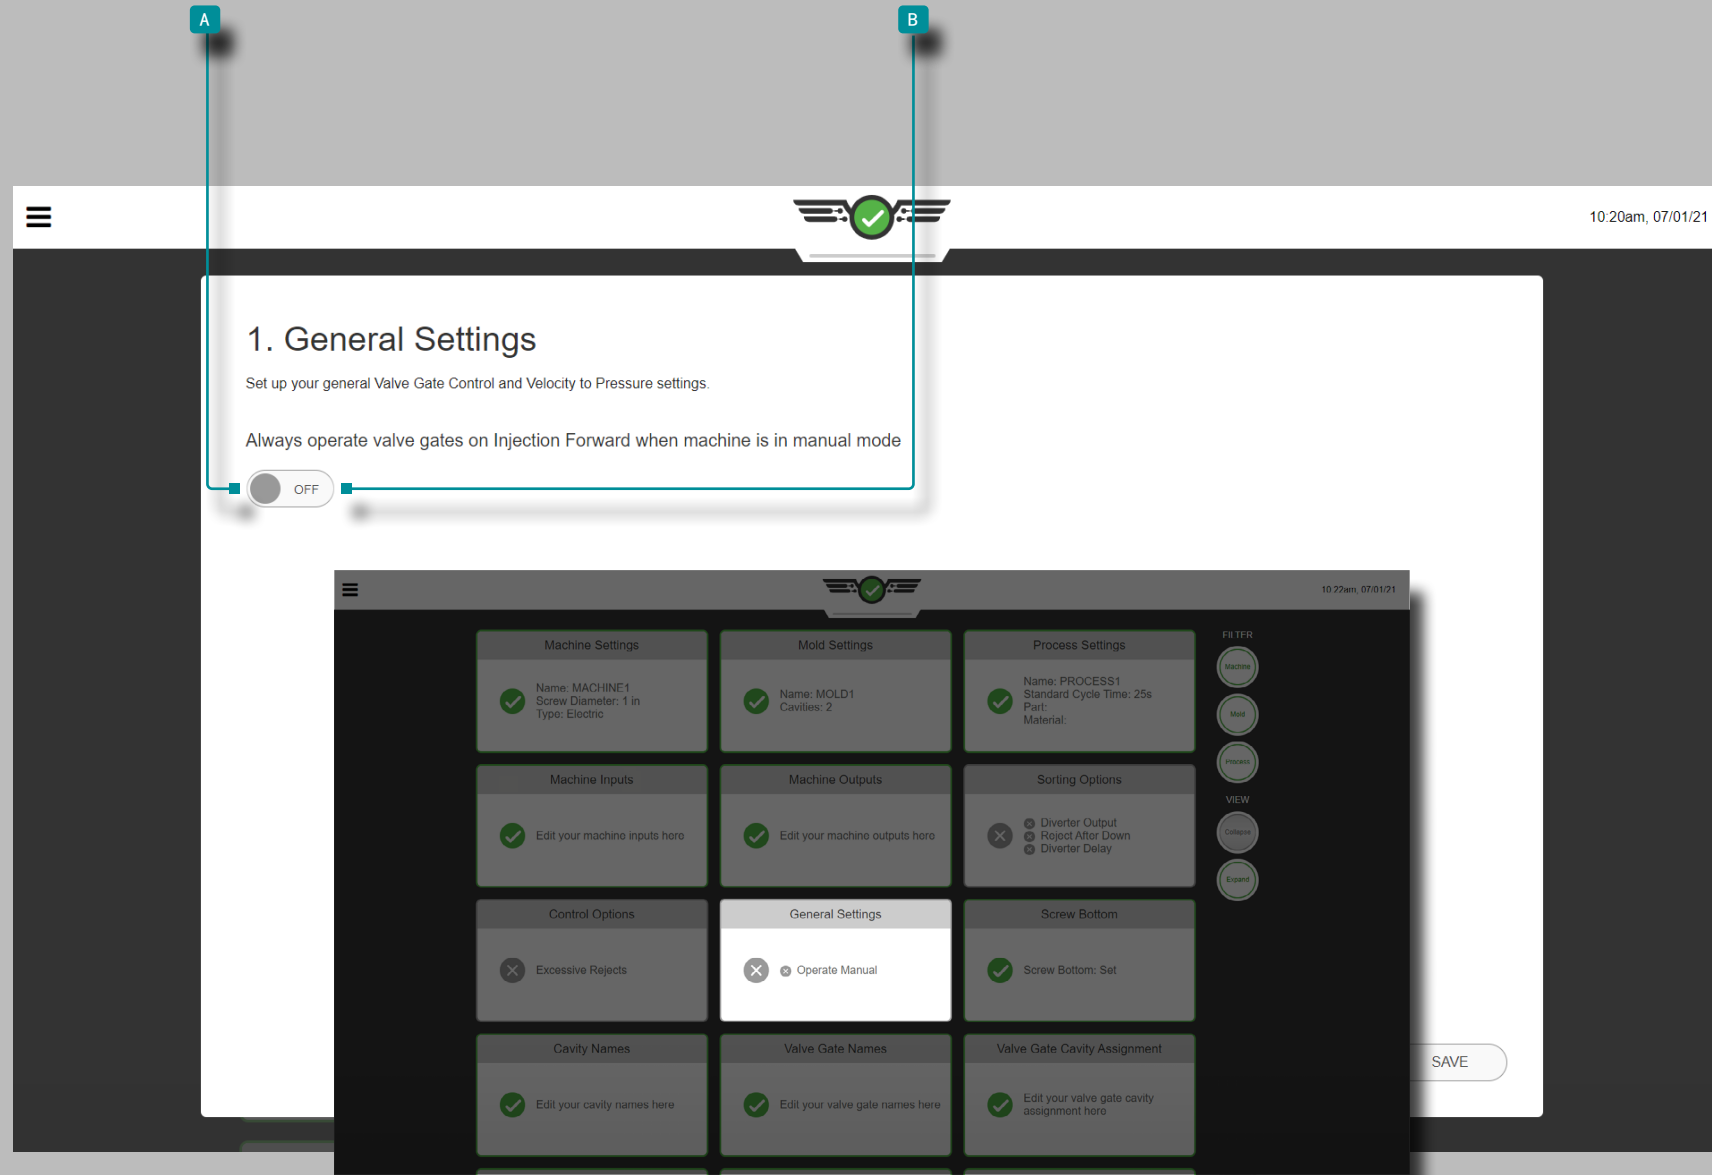 A
B
10:20am, 07/01/21
1. General Settings
Set up your general Valve Gate Control and Velocity to Pressure settings.
Always operate valve gates on Injection Forward when machine is in manual mode
OFF
10:22am, 07/01/21
Machine Settings
Name: MACHINE1
Screw Diameter: 1 in
Type: Electric
Mold Settings
Name: MOLD1
Cavities: 2
Process Settings
Name: PROCESS1
Standard Cycle Time: 25s
Part:
Material:
FILTER
Machine
Mold
Process
VIEW
Collapse
Expand
Machine Inputs
Edit your machine inputs here
Machine Outputs
Edit your machine outputs here
Sorting Options
Diverter Output
Reject After Down
Diverter Delay
Control Options
Excessive Rejects
General Settings
Operate Manual
Screw Bottom
Screw Bottom: Set
Cavity Names
Edit your cavity names here
Valve Gate Names
Edit your valve gate names here
Valve Gate Cavity Assignment
Edit your valve gate cavity
assignment here
SAVE